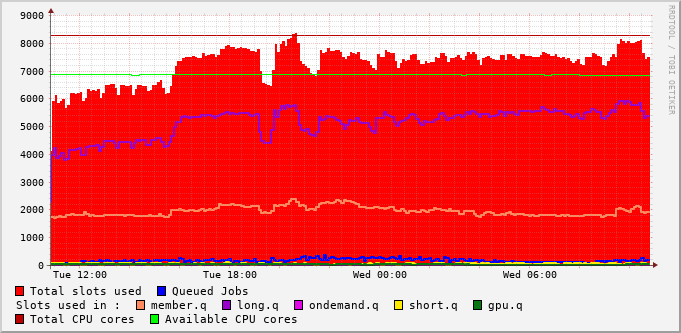 9000
8000
7000
6000
5000
4000
3000
2000
1000
0
Tue 12:00 Tue 18:00 Wed 00:00 Wed 06:00
RRDTOOL / TOBI OETIKER
Total slots used Queued Jobs
Slots used in : member.q long.q ondemand.q short.q gpu.q
Total CPU cores Available CPU cores